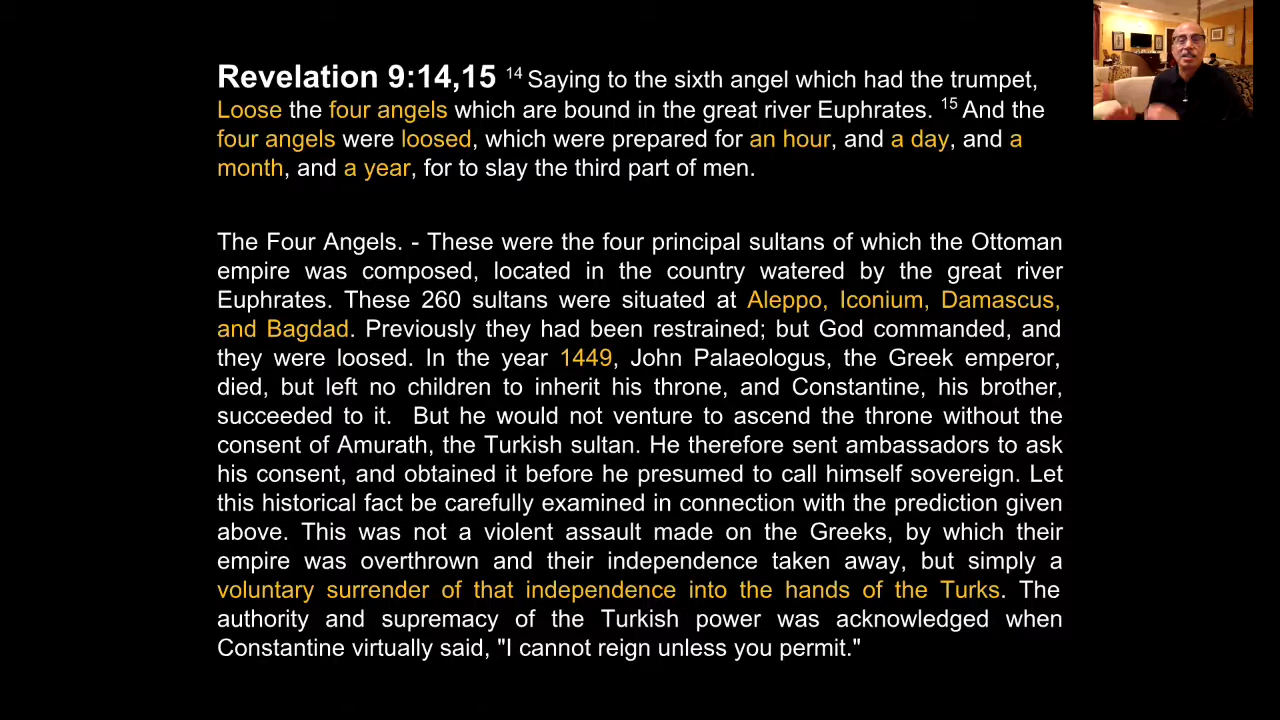 Revelation 9:14,15 14 Saying to the sixth angel which had the trumpet,
Loose the four angels which are bound in the great river Euphrates. 15 And the
four angels were loosed, which were prepared for an hour, and a day, and a
month, and a year, for to slay the third part of men.
The Four Angels. - These were the four principal sultans of which the Ottoman
empire was composed, located in the country watered by the great river
Euphrates. These 260 sultans were situated at Aleppo, Iconium, Damascus,
and Bagdad. Previously they had been restrained; but God commanded, and
they were loosed. In the year 1449, John Palaeologus, the Greek emperor,
died, but left no children to inherit his throne, and Constantine, his brother,
succeeded to it. But he would not venture to ascend the throne without the
consent of Amurath, the Turkish sultan. He therefore sent ambassadors to ask
his consent, and obtained it before he presumed to call himself sovereign. Let
this historical fact be carefully examined in connection with the prediction given
above. This was not a violent assault made on the Greeks, by which their
empire was overthrown and their independence taken away, but simply a
voluntary surrender of that independence into the hands of the Turks. The
authority and supremacy of the Turkish power was acknowledged when
Constantine virtually said, "I cannot reign unless you permit."